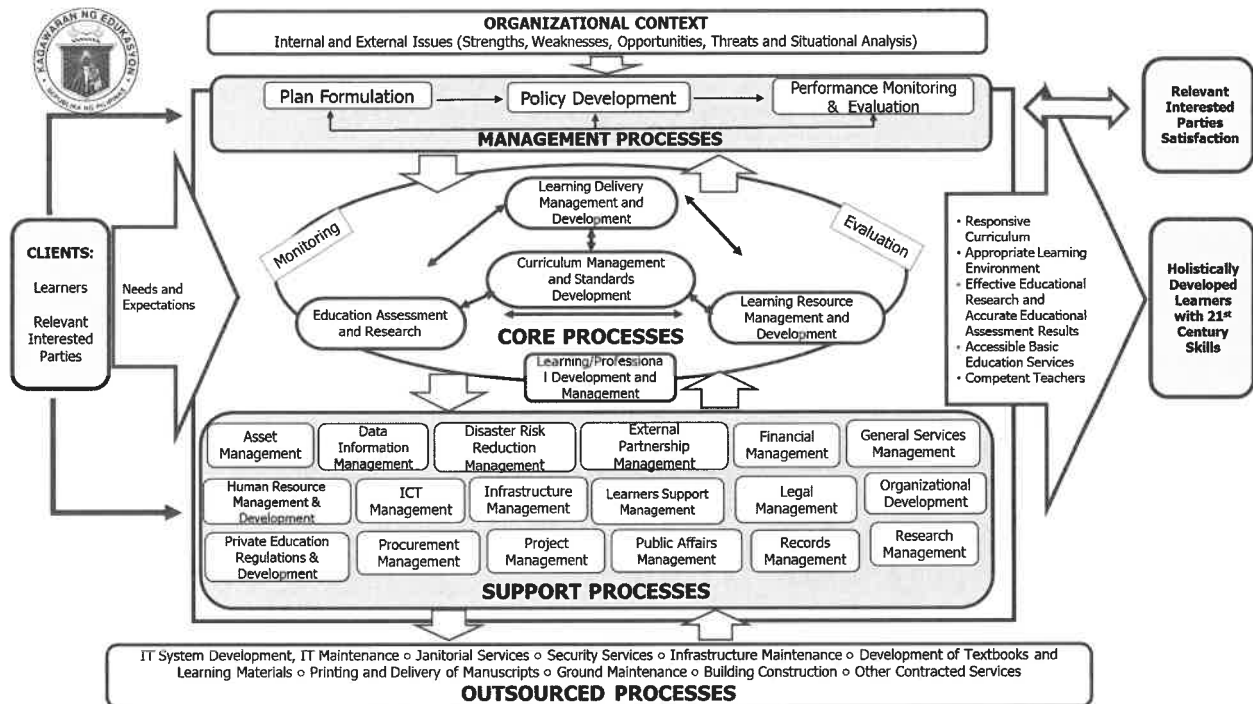 KAGAWARAN NG EDUKASYON
REPUBLIKA NG PILIPINAS
ORGANIZATIONAL CONTEXT
Internal and External Issues (Strengths, Weaknesses, Opportunities, Threats and Situational Analysis)
Plan Formulation
Policy Development
Performance Monitoring
& Evaluation
MANAGEMENT PROCESSES
Relevant
Interested
Parties
Satisfaction
CLIENTS:
Learners
Relevant
Interested
Parties
Needs and
Expectations
Monitoring
Evaluation
Learning Delivery
Management and
Development
Curriculum Management
and Standards
Development
Education Assessment
and Research
Learning Resource
Management and
Development
CORE PROCESSES
Learning/Professiona
l Development and
Management
• Responsive
Curriculum
• Appropriate Learning
Environment
• Effective Educational
Research and
Accurate Educational
Assessment Results
• Accessible Basic
Education Services
• Competent Teachers
Holistically
Developed
Learners
with 21st
Century
Skills
Asset
Management
Data
Information
Management
Disaster Risk
Reduction
Management
External
Partnership
Management
Financial
Management
General Services
Management
Human Resource
Management &
Development
ICT
Management
Infrastructure
Management
Learners Support
Management
Legal
Management
Organizational
Development
Private Education
Regulations &
Development
Procurement
Management
Project
Management
Public Affairs
Management
Records
Management
Research
Management
SUPPORT PROCESSES
IT System Development, IT Maintenance o Janitorial Services o Security Services o Infrastructure Maintenance o Development of Textbooks and
Learning Materials o Printing and Delivery of Manuscripts o Ground Maintenance o Building Construction o Other Contracted Services
OUTSOURCED PROCESSES